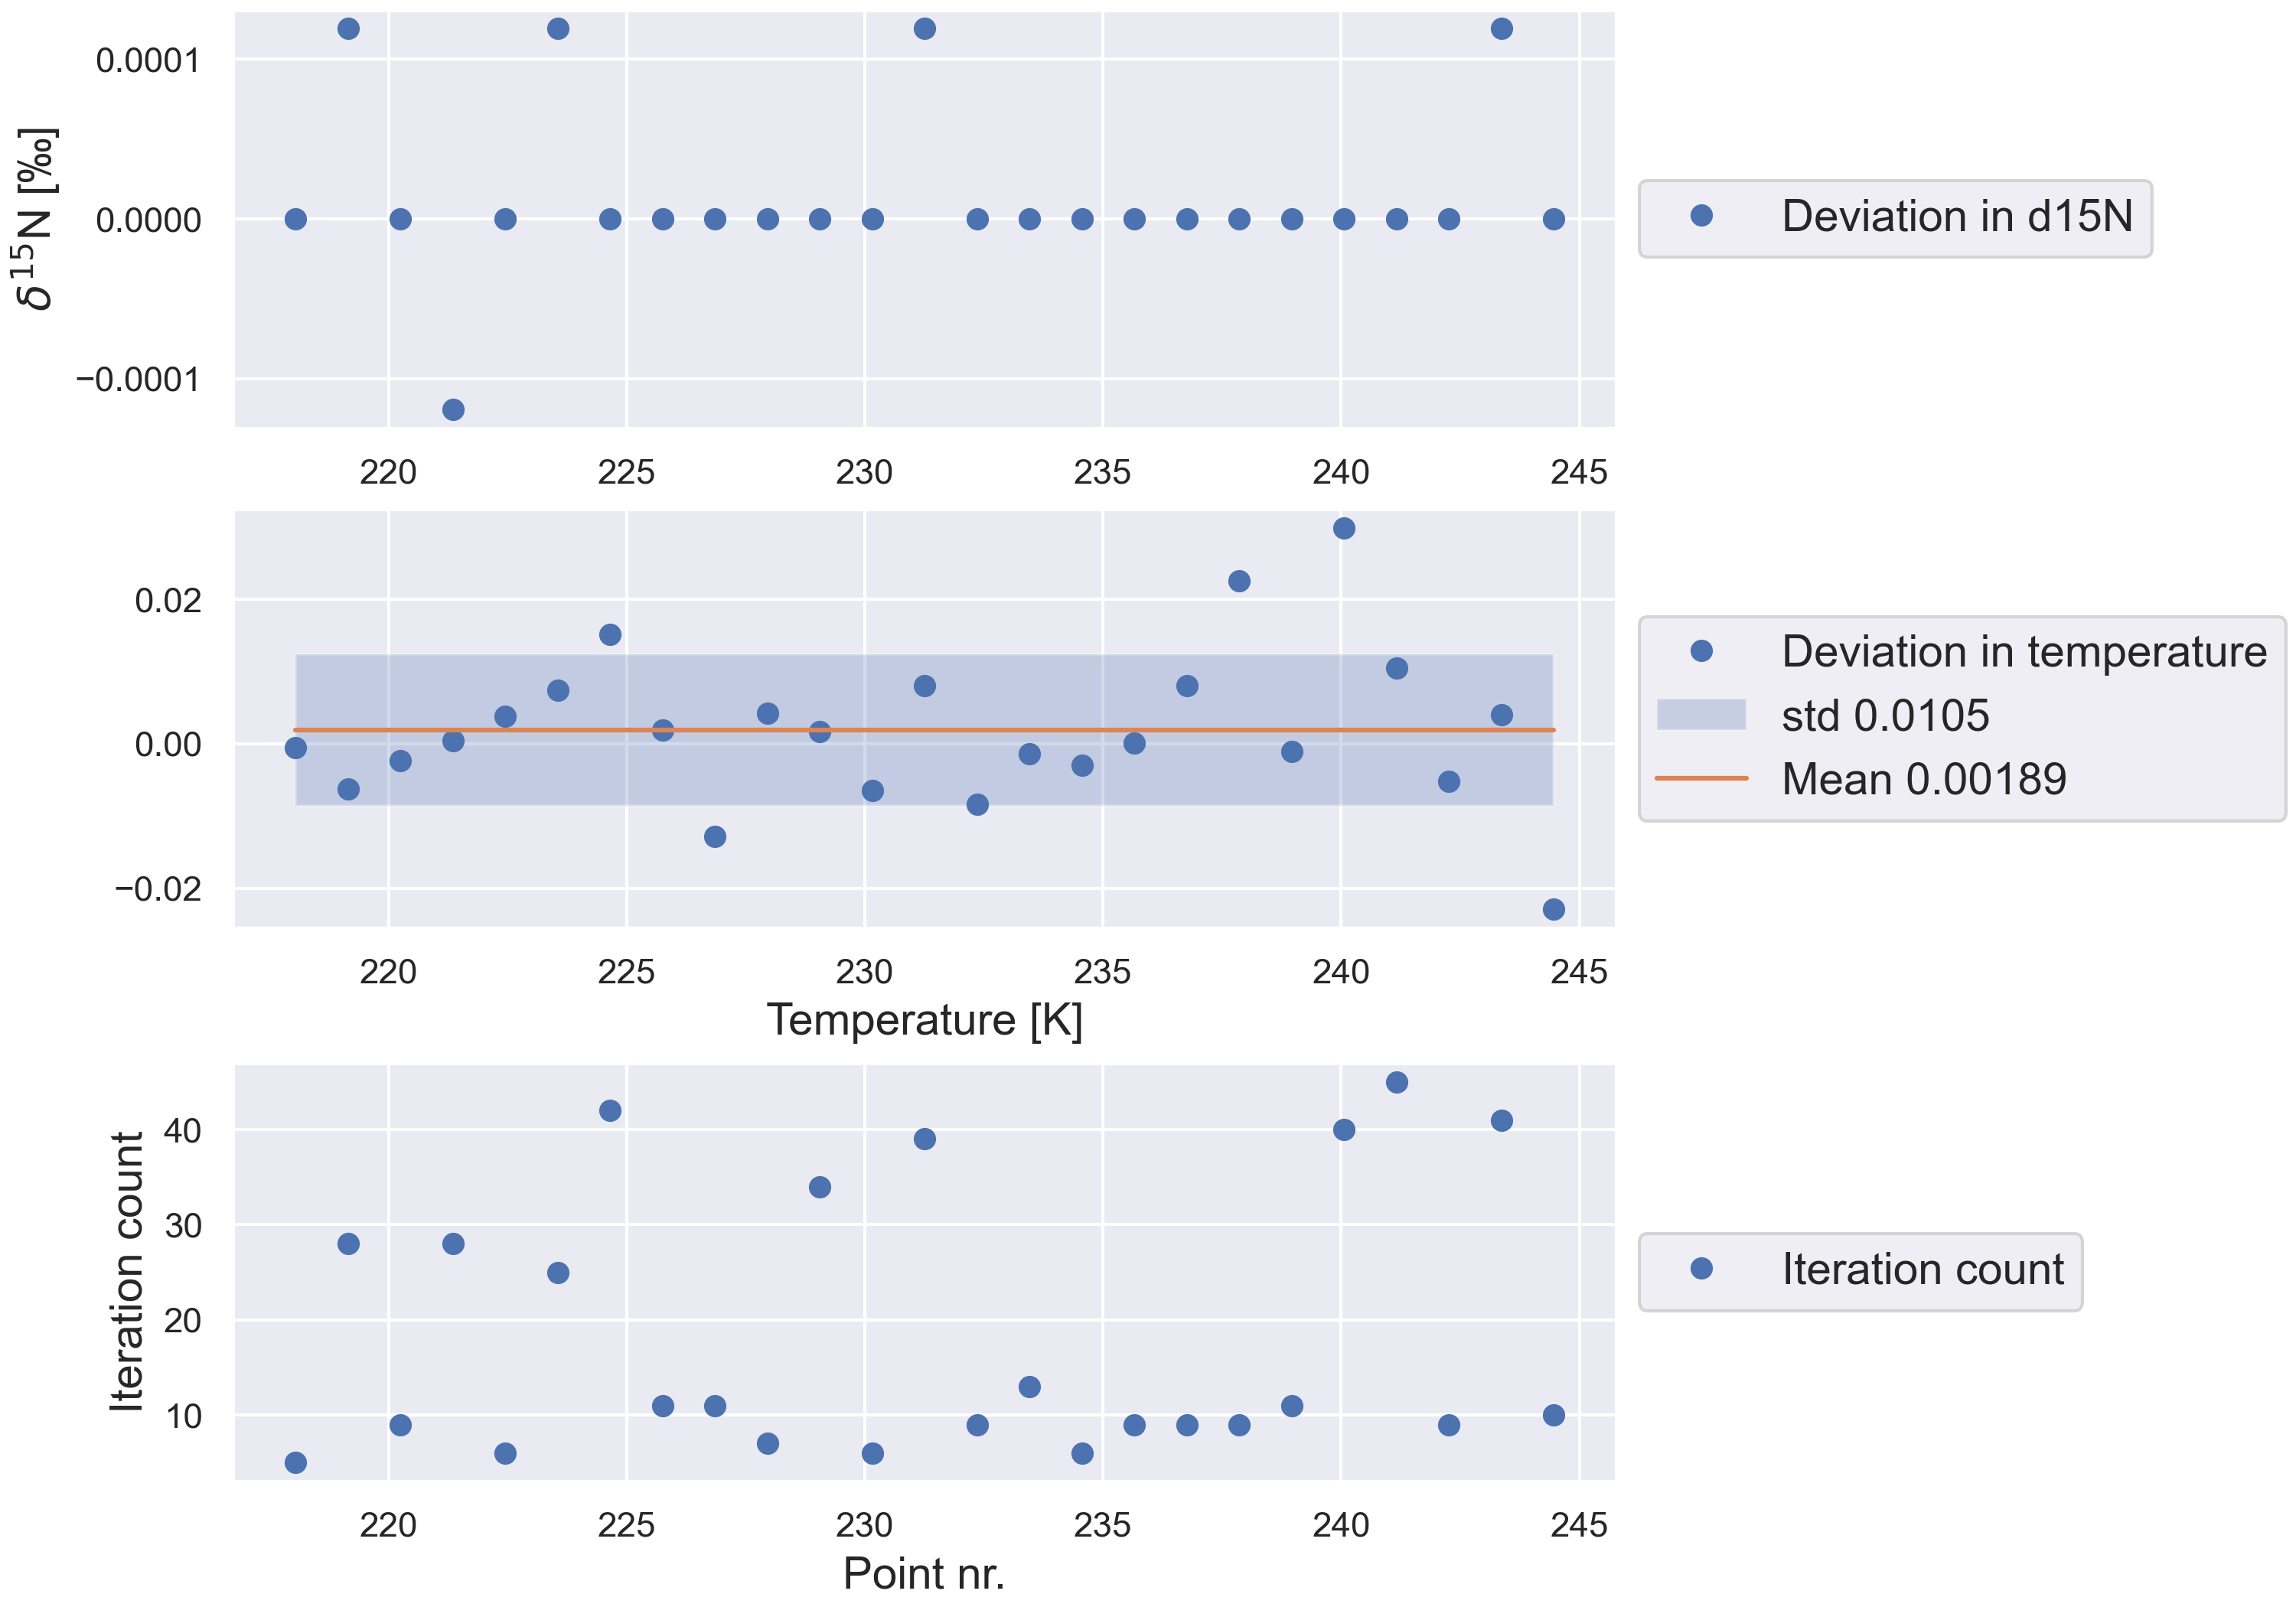 δ¹⁵N [‰]
0.0001
0.0000
−0.0001
220 225 230 235 240 245
Deviation in d15N
0.02
0.00
−0.02
220 225 230 235 240 245
Temperature [K]
Deviation in temperature
std 0.0105
Mean 0.00189
Iteration count
40
30
20
10
220 225 230 235 240 245
Point nr.
Iteration count